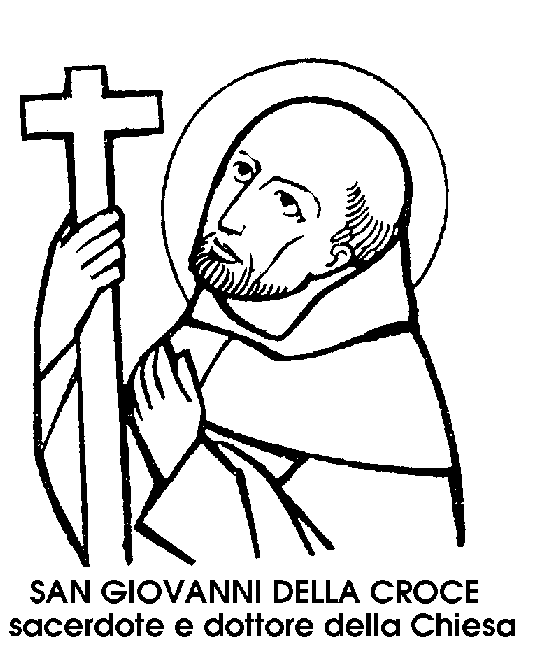 SAN GIOVANNI DELLA CROCE
sacerdote e dottore della Chiesa